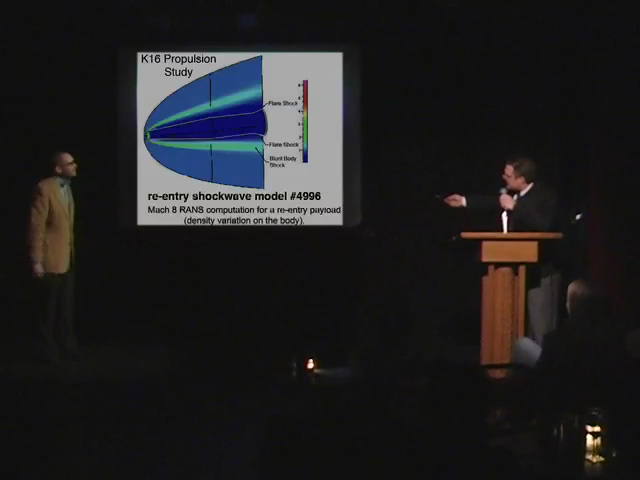 K16 Propulsion
Study
Flare Shock
Flare Shock
Blunt Body
Shock
re-entry shockwave model #4996
Mach 8 RANS computation for a re-entry payload
(density variation on the body).